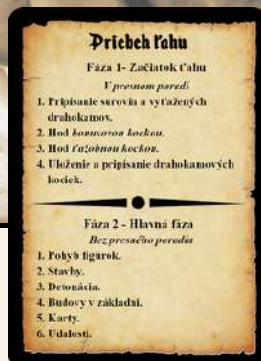 Priebeh ťahu
Fáza 1- Začiatok ťahu
V presnom poradí
1. Pripísanie surovín a vyťažených
drahokamov.
2. Hod bonusovou kockou.
3. Hod ťažobnou kockou.
4. Uloženie a pripísanie drahokamových
kociek.
Fáza 2 - Hlavná fáza
Bez presného poradia
1. Pohyb figurok.
2. Stavby.
3. Detonácia.
4. Budovy v základni.
5. Karty.
6. Udalosti.